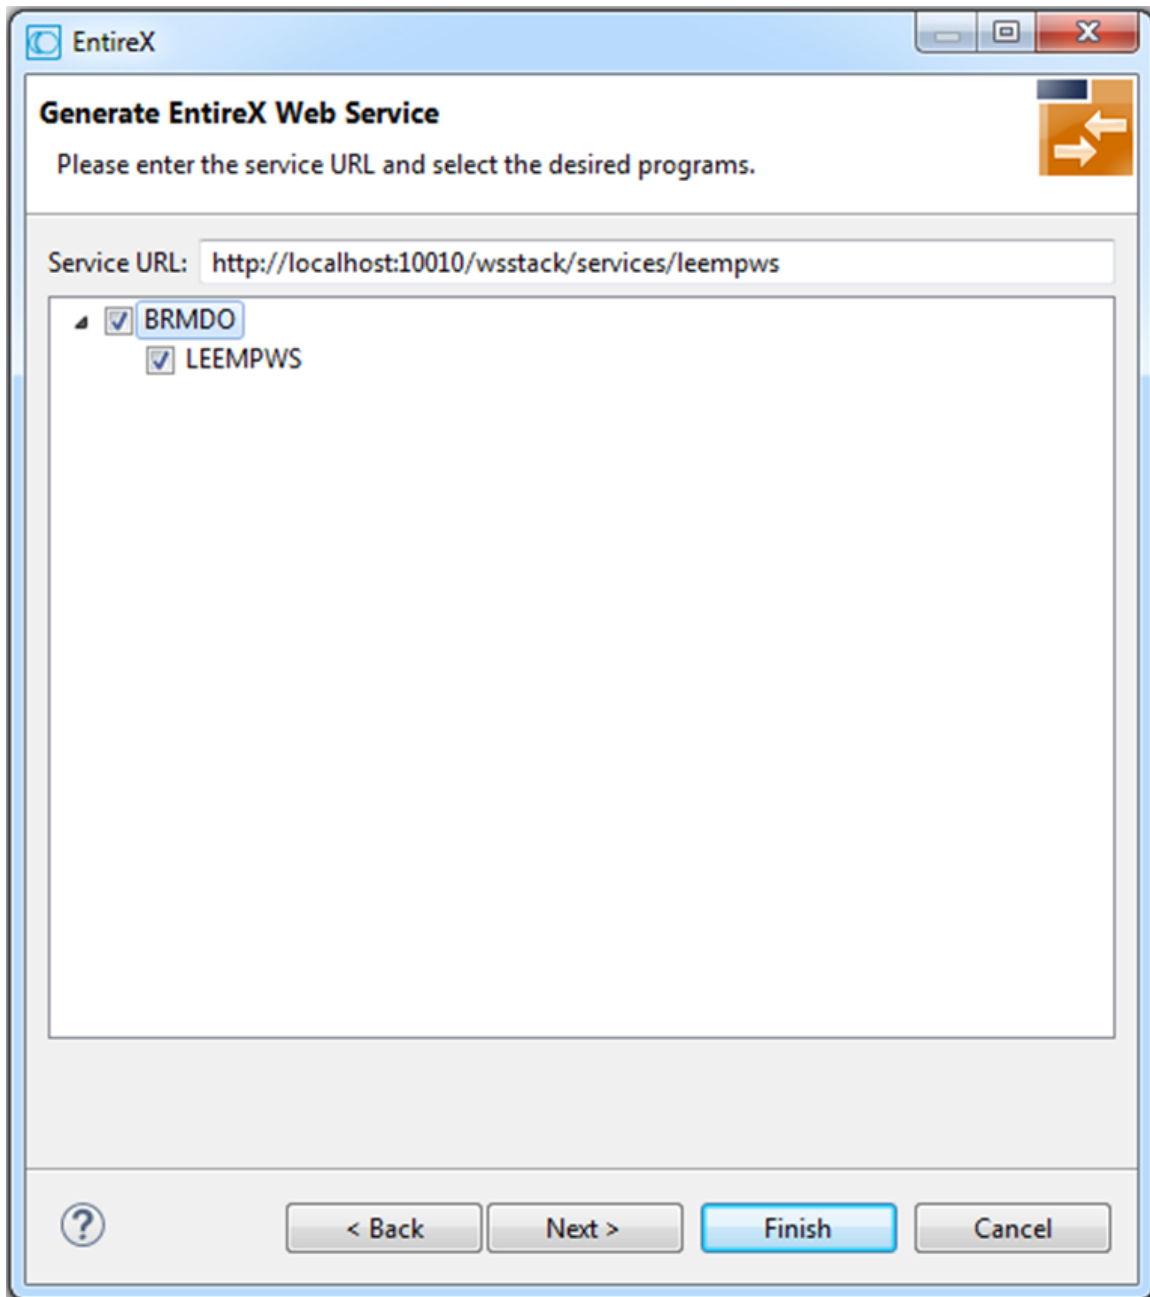 EntireX
Generate EntireX Web Service
Please enter the service URL and select the desired programs.
Service URL: http://localhost:10010/wsstack/services/leempws
BRMDO
LEEMPWS
? < Back Next > Finish Cancel